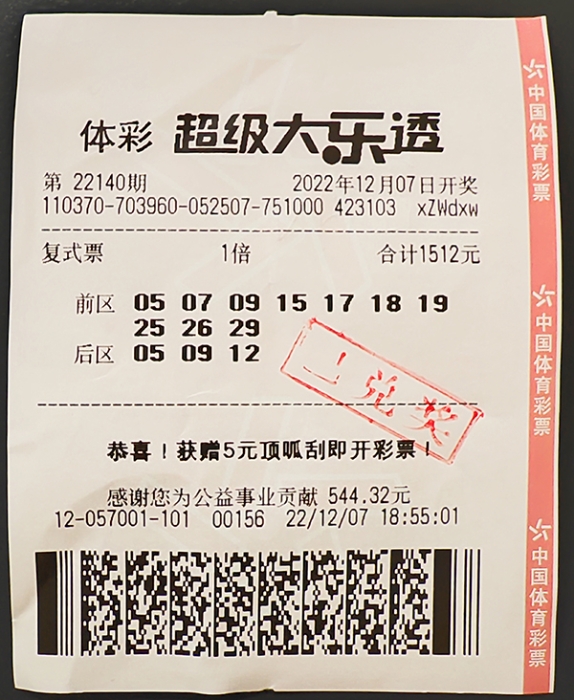 体彩 超级大乐透
第 22140期 2022年12月07日开奖
110370-703960-052507-751000 423103 xZWdxw
复式票 1倍 合计1512元
前区 05 07 09 15 17 18 19
25 26 29
后区 05 09 12
兑奖
恭喜！获赠5元顶呱刮即开彩票！
感谢您为公益事业贡献 544.32元
12-057001-101 00156 22/12/07 18:55:01
中国体育彩票
中国体育彩票
中国体育彩票